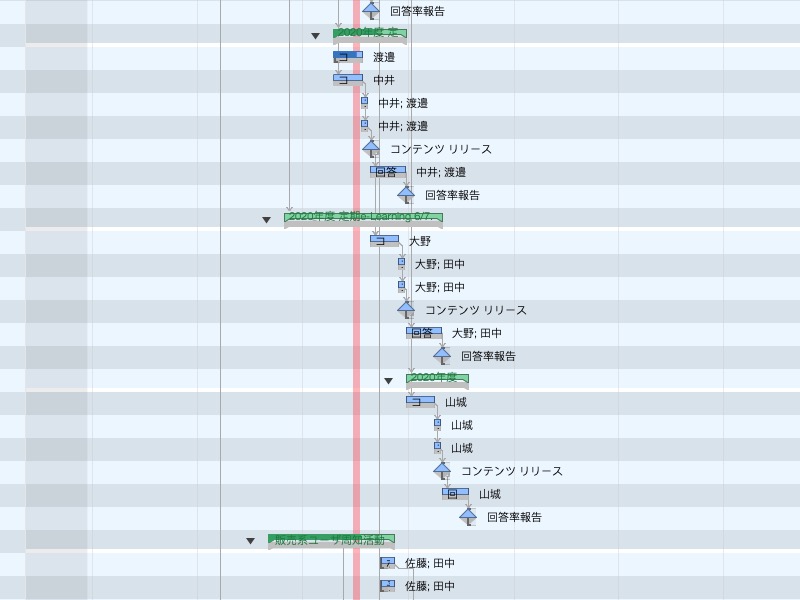 回答率報告
2020年度 定
コ 渡邉
コ 中井
中井; 渡邉
中井; 渡邉
コンテンツ リリース
回答 中井; 渡邉
回答率報告
2020年度 定期e-Learning 6/7...
コ 大野
大野; 田中
大野; 田中
コンテンツ リリース
回答 大野; 田中
回答率報告
2020年度
コ 山城
山城
山城
コンテンツ リリース
回 山城
回答率報告
販売系ユーザ周知活動
佐藤; 田中
佐藤; 田中